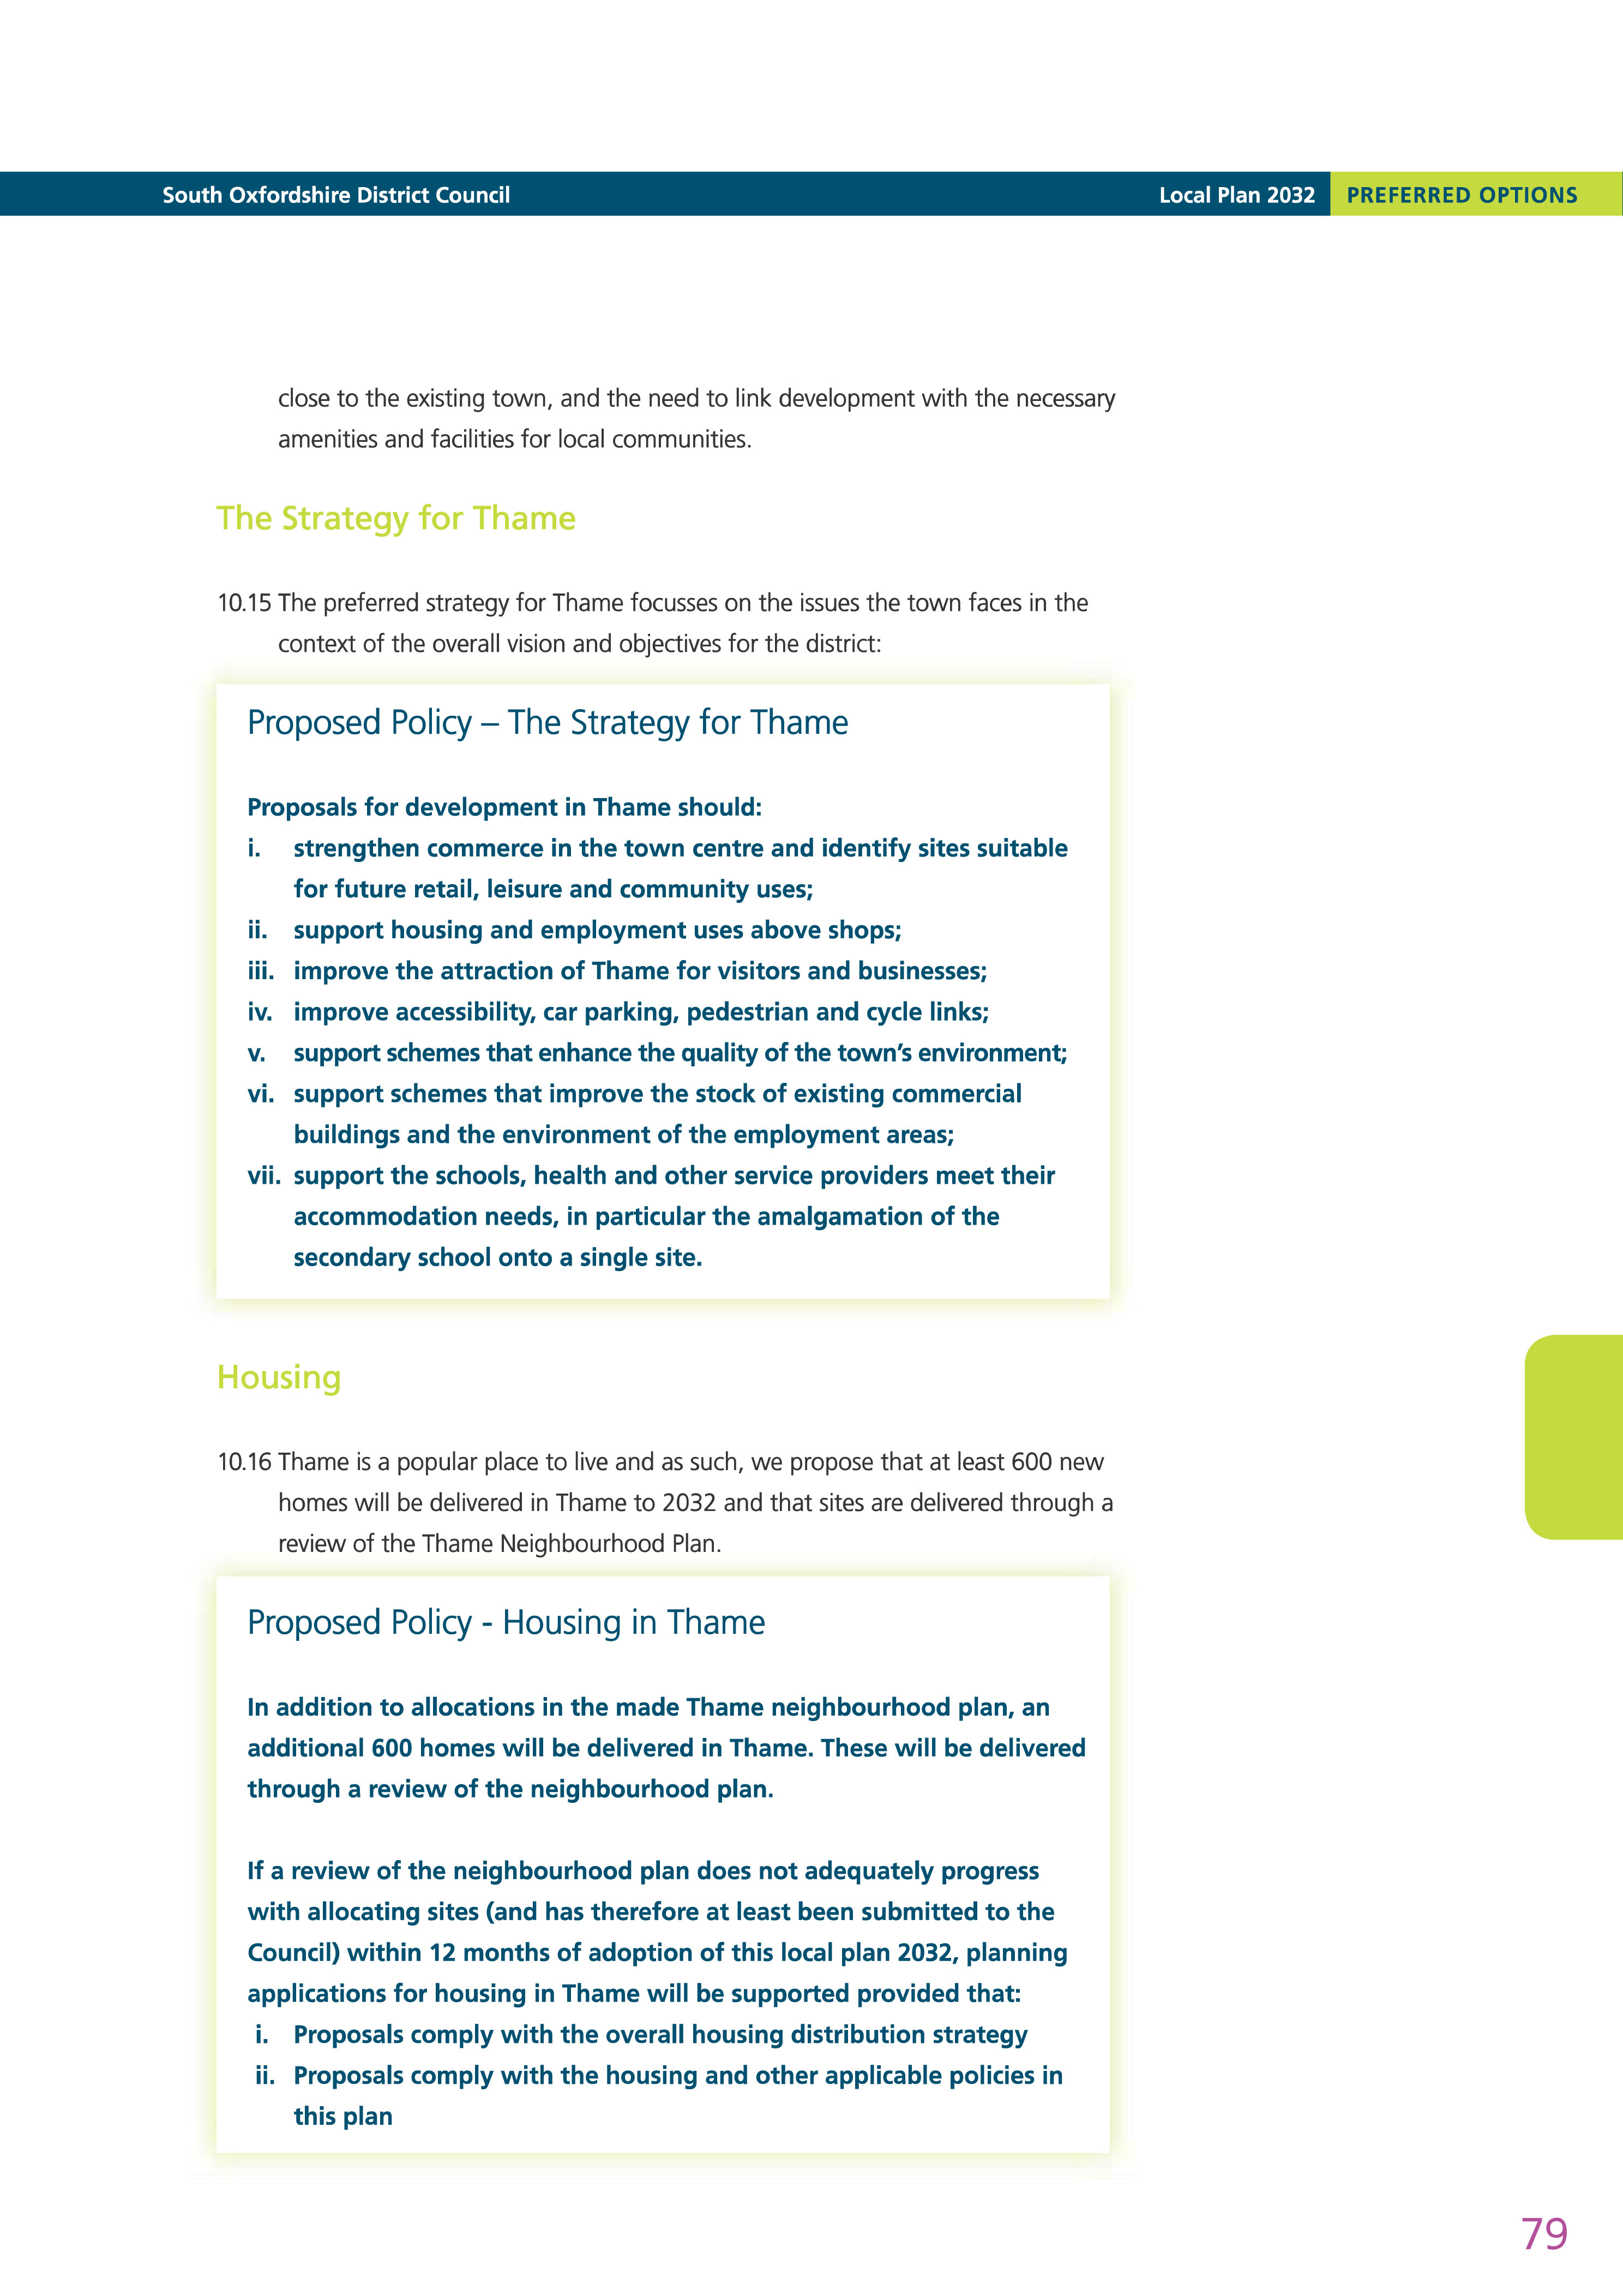 South Oxfordshire District Council
Local Plan 2032 PREFERRED OPTIONS
close to the existing town, and the need to link development with the necessary
amenities and facilities for local communities.
The Strategy for Thame
10.15 The preferred strategy for Thame focusses on the issues the town faces in the
context of the overall vision and objectives for the district:
Proposed Policy – The Strategy for Thame
Proposals for development in Thame should:
i. strengthen commerce in the town centre and identify sites suitable
for future retail, leisure and community uses;
ii. support housing and employment uses above shops;
iii. improve the attraction of Thame for visitors and businesses;
iv. improve accessibility, car parking, pedestrian and cycle links;
v. support schemes that enhance the quality of the town’s environment;
vi. support schemes that improve the stock of existing commercial
buildings and the environment of the employment areas;
vii. support the schools, health and other service providers meet their
accommodation needs, in particular the amalgamation of the
secondary school onto a single site.
Housing
10.16 Thame is a popular place to live and as such, we propose that at least 600 new
homes will be delivered in Thame to 2032 and that sites are delivered through a
review of the Thame Neighbourhood Plan.
Proposed Policy - Housing in Thame
In addition to allocations in the made Thame neighbourhood plan, an
additional 600 homes will be delivered in Thame. These will be delivered
through a review of the neighbourhood plan.
If a review of the neighbourhood plan does not adequately progress
with allocating sites (and has therefore at least been submitted to the
Council) within 12 months of adoption of this local plan 2032, planning
applications for housing in Thame will be supported provided that:
i. Proposals comply with the overall housing distribution strategy
ii. Proposals comply with the housing and other applicable policies in
this plan
79